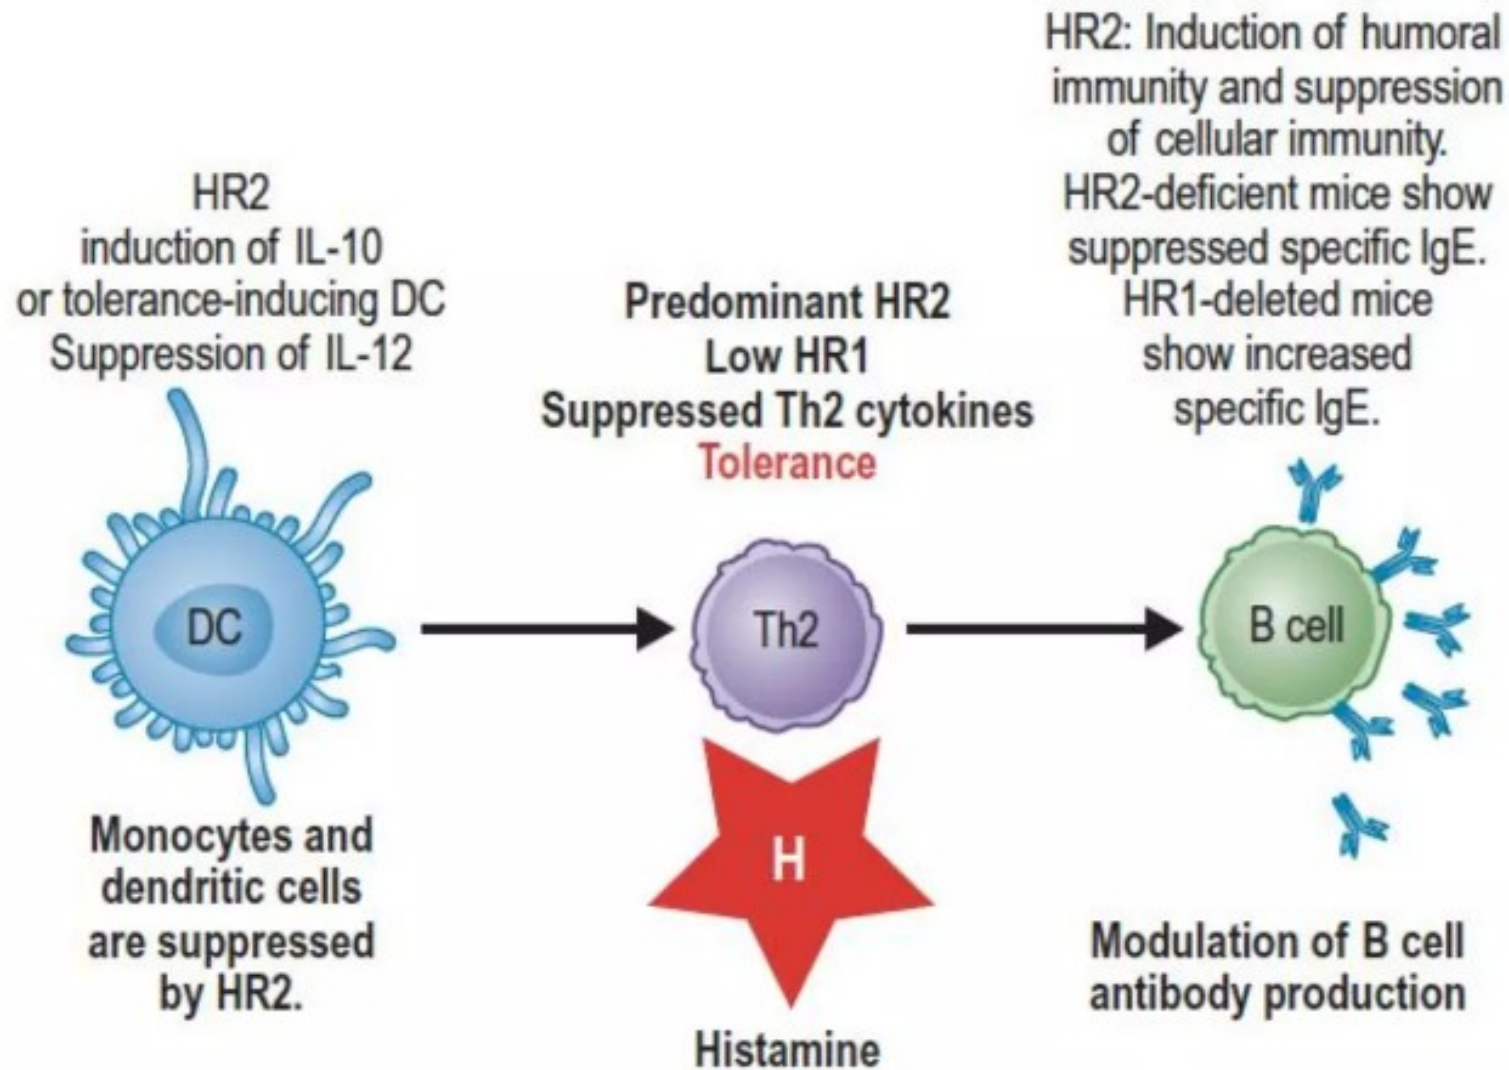 HR2
induction of IL-10
or tolerance-inducing DC
Suppression of IL-12
DC
Monocytes and
dendritic cells
are suppressed
by HR2.
Predominant HR2
Low HR1
Suppressed Th2 cytokines
Tolerance
Th2
H
Histamine
HR2: Induction of humoral
immunity and suppression
of cellular immunity.
HR2-deficient mice show
suppressed specific IgE.
HR1-deleted mice
show increased
specific IgE.
B cell
Modulation of B cell
antibody production